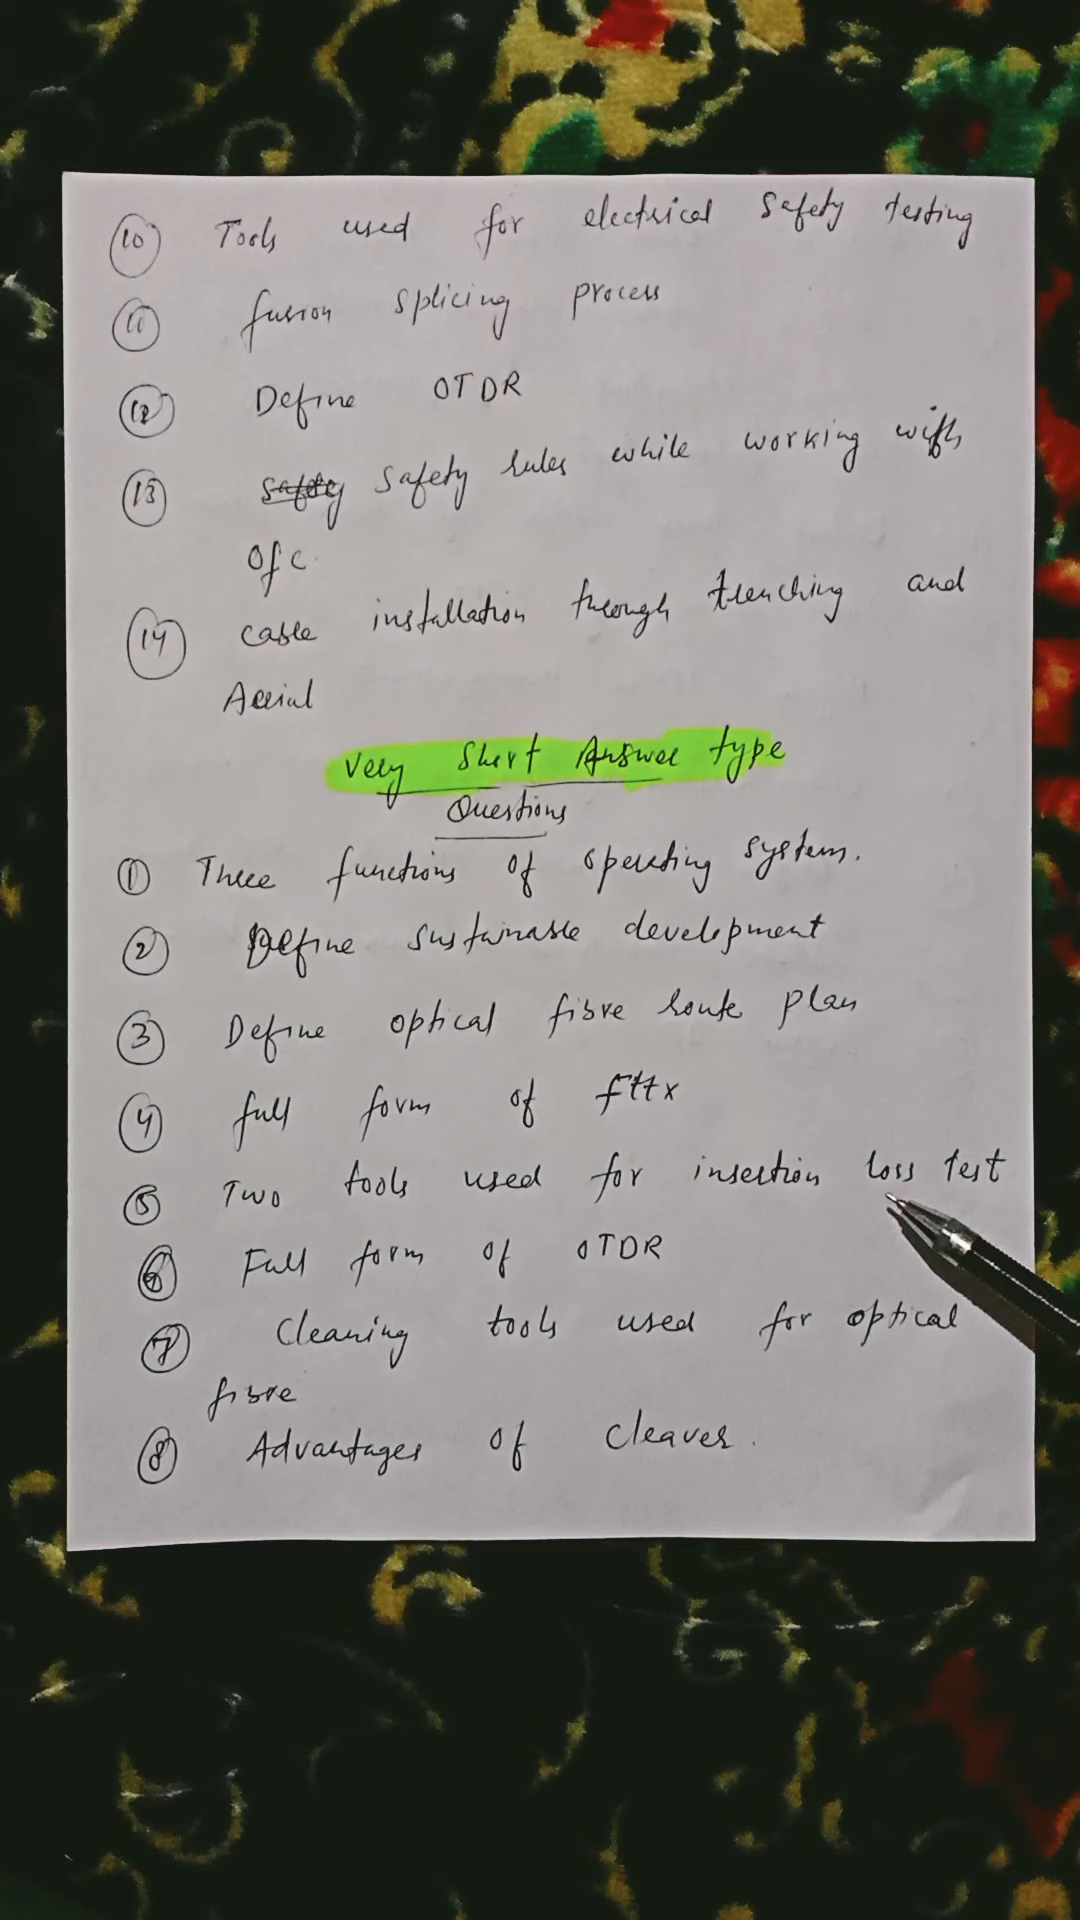 10 Tools used for electrical safety testing
11 fusion splicing process
12 Define OTDR
13 safety safety rules while working with
Ofc
14 cable installation through trenching and
Aerial
Very Short Answer type
Questions
1 Three functions of operating system.
2 Define sustainable development
3 Define optical fibre route plan
4 full form of fttx
5 Two tools used for insertion loss test
6 Full form of OTDR
7 Cleaning tools used for optical
fibre
8 Advantages of cleaver.